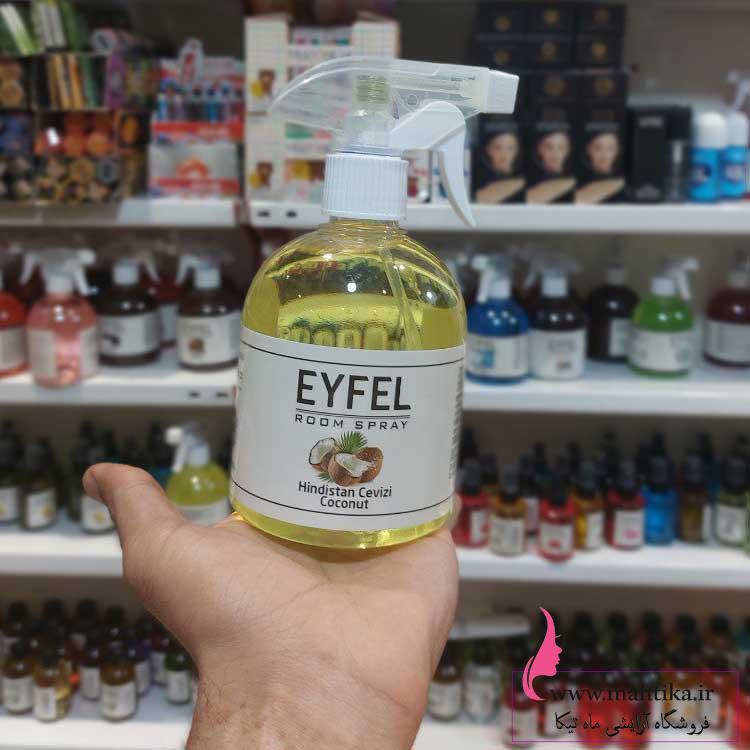 EYFEL
ROOM SPRAY
Hindistan Cevizi
Coconut
www.mahtika.ir
فروشگاه آرایشی ماه تیکا